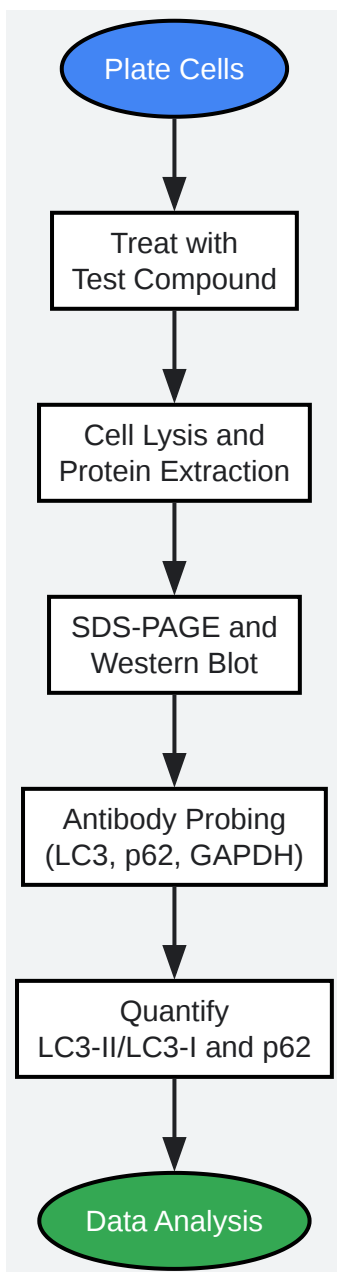 Plate Cells
Treat with
Test Compound
Cell Lysis and
Protein Extraction
SDS-PAGE and
Western Blot
Antibody Probing
(LC3, p62, GAPDH)
Quantify
LC3-II/LC3-I and p62
Data Analysis